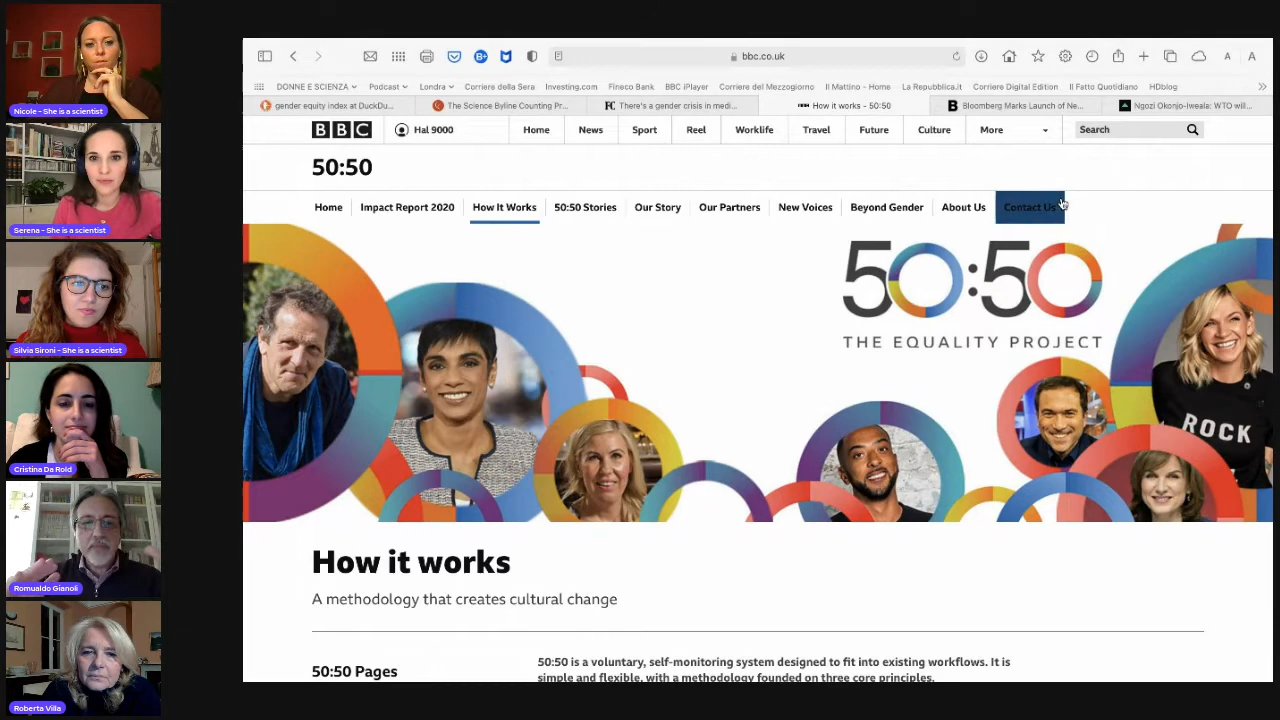 Nicole - She is a scientist
Serena - She is a scientist
Silvia Sironi - She is a scientist
Cristina Da Rold
Romualdo Gianoli
Roberta Villa
bbc.co.uk
DONNE E SCIENZA
Podcast
Londra
Corriere della Sera
Investing.com
Fineco Bank
BBC iPlayer
Corriere del Mezzogiorno
Il Mattino - Home
La Repubblica.it
Corriere Digital Edition
Il Fatto Quotidiano
HDblog
gender equity index at DuckDu...
The Science Byline Counting Pr...
There's a gender crisis in medi...
How it works - 50:50
Bloomberg Marks Launch of Ne...
Ngozi Okonjo-Iweala: WTO will...
BBC
Hal 9000
Home
News
Sport
Reel
Worklife
Travel
Future
Culture
More
Search
50:50
Home
Impact Report 2020
How It Works
50:50 Stories
Our Story
Our Partners
New Voices
Beyond Gender
About Us
Contact Us
50:50
THE EQUALITY PROJECT
ROCK
How it works
A methodology that creates cultural change
50:50 Pages
50:50 is a voluntary, self-monitoring system designed to fit into existing workflows. It is
simple and flexible, with a methodology founded on three core principles.